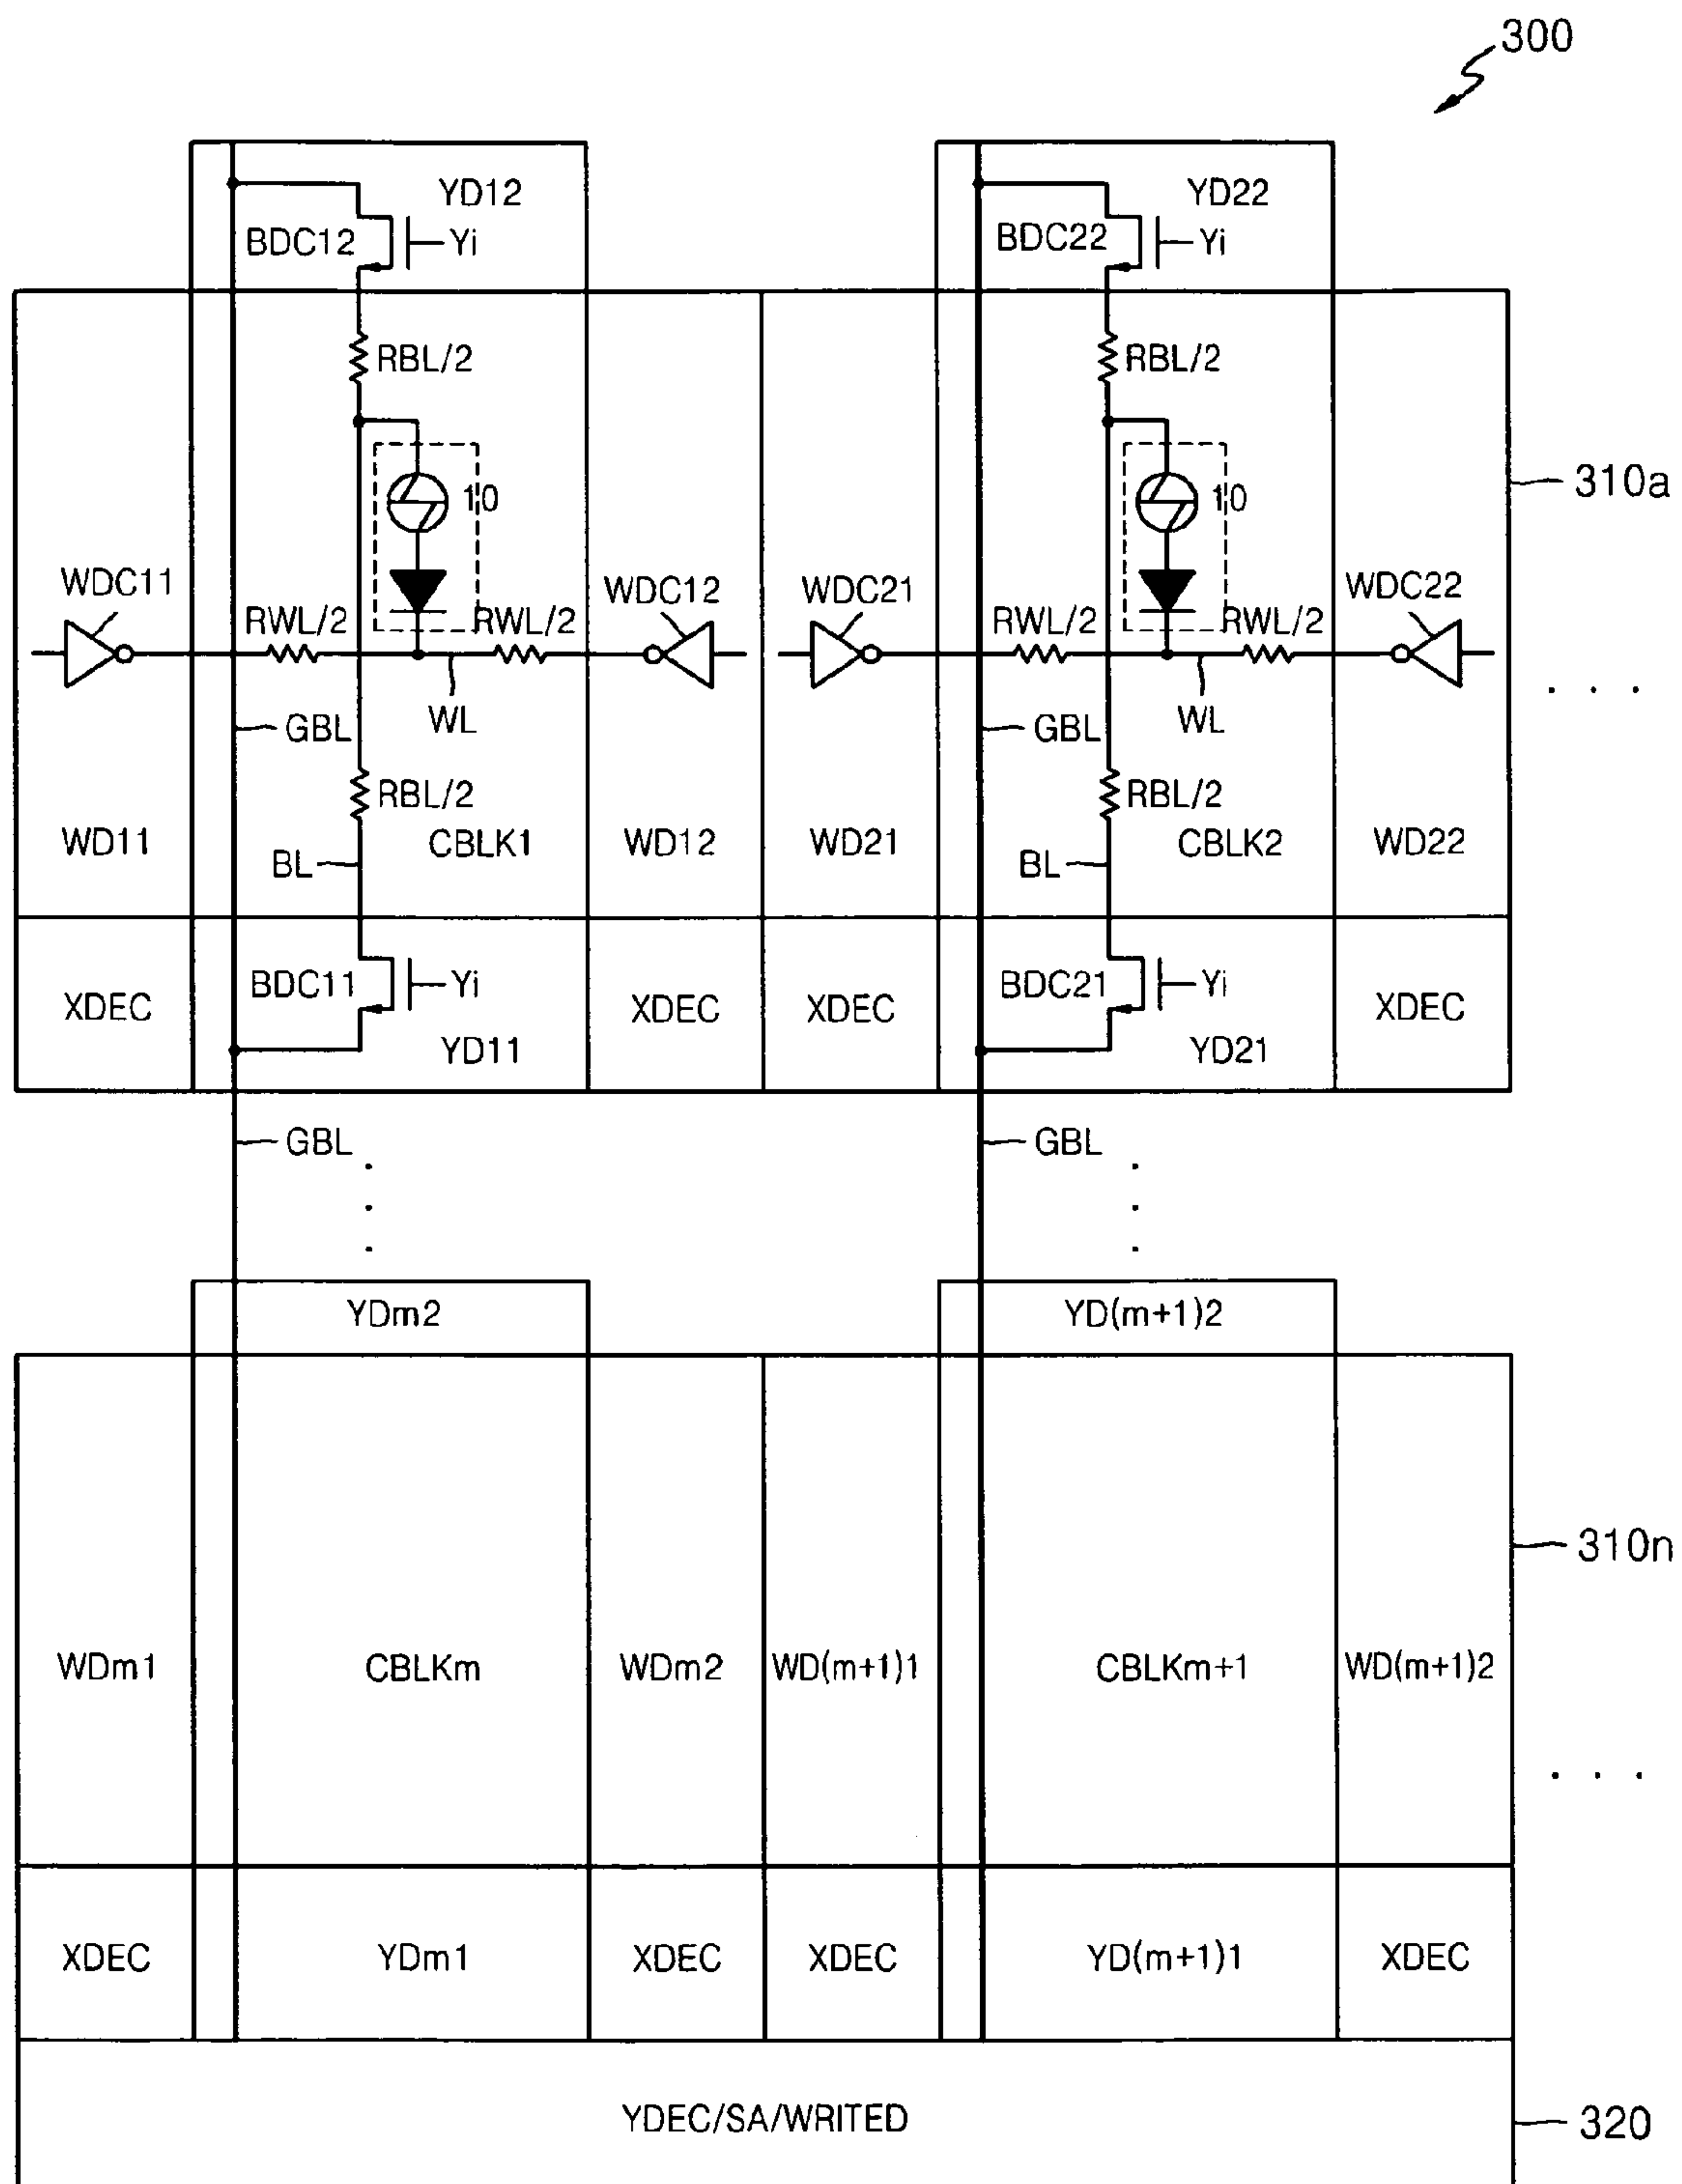 300
YD12 YD22
BDC12 Yi BDC22 Yi
RBL/2 RBL/2
10 10 310a
WDC11 WDC12 WDC21 WDC22
RWL/2 RWL/2 RWL/2 RWL/2
WL WL
GBL GBL
. . .
RBL/2 RBL/2
WD11 CBLK1 WD12 WD21 CBLK2 WD22
BL BL
BDC11 Yi BDC21 Yi
XDEC XDEC XDEC XDEC
YD11 YD21
GBL GBL
YDm2 YD(m+1)2
310n
WDm1 CBLKm WDm2 WD(m+1)1 CBLKm+1 WD(m+1)2
. . .
XDEC YDm1 XDEC XDEC YD(m+1)1 XDEC
YDEC/SA/WRITED 320